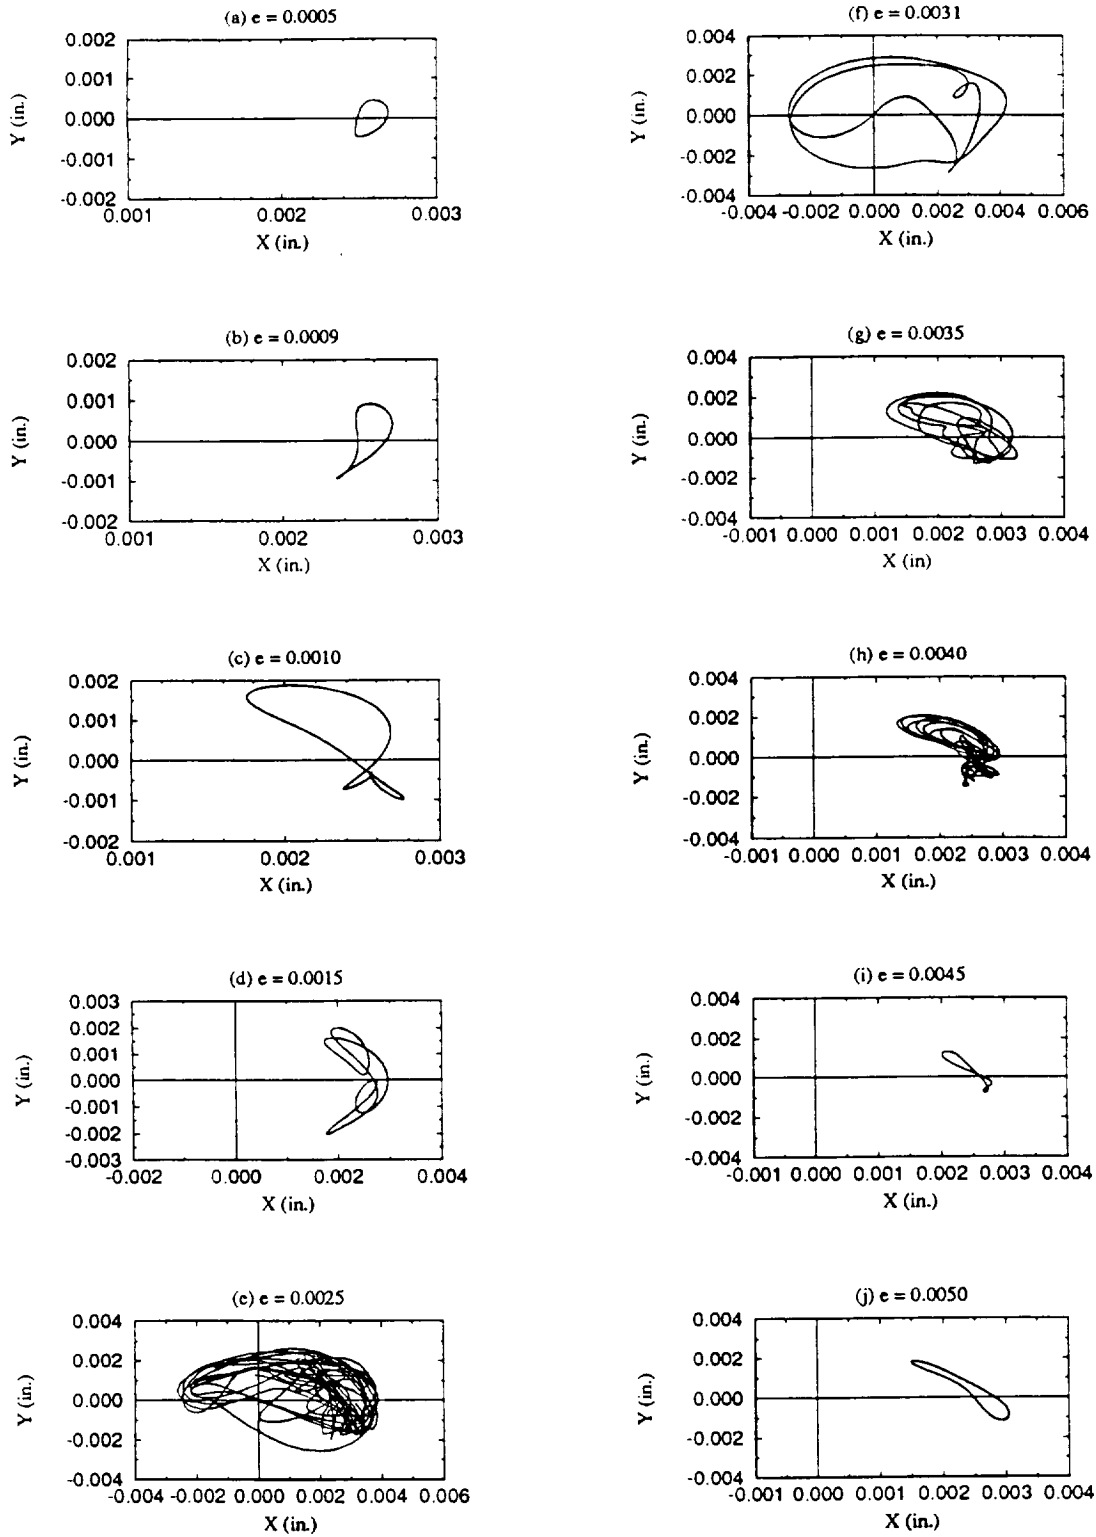 (a) e = 0.0005
0.002
0.001
0.000
-0.001
-0.002
Y (in.)
0.001 0.002 0.003
X (in.)
(b) e = 0.0009
0.002
0.001
0.000
-0.001
-0.002
Y (in.)
0.001 0.002 0.003
X (in.)
(c) e = 0.0010
0.002
0.001
0.000
-0.001
-0.002
Y (in.)
0.001 0.002 0.003
X (in.)
(d) e = 0.0015
0.003
0.002
0.001
0.000
-0.001
-0.002
-0.003
Y (in.)
-0.002 0.000 0.002 0.004
X (in.)
(e) e = 0.0025
0.004
0.002
0.000
-0.002
-0.004
Y (in.)
-0.004 -0.002 0.000 0.002 0.004 0.006
X (in.)
(f) e = 0.0031
0.004
0.002
0.000
-0.002
-0.004
Y (in.)
-0.004 -0.002 0.000 0.002 0.004 0.006
X (in.)
(g) e = 0.0035
0.004
0.002
0.000
-0.002
-0.004
Y (in.)
-0.001 0.000 0.001 0.002 0.003 0.004
X (in)
(h) e = 0.0040
0.004
0.002
0.000
-0.002
-0.004
Y (in.)
-0.001 0.000 0.001 0.002 0.003 0.004
X (in.)
(i) e = 0.0045
0.004
0.002
0.000
-0.002
-0.004
Y (in.)
-0.001 0.000 0.001 0.002 0.003 0.004
X (in.)
(j) e = 0.0050
0.004
0.002
0.000
-0.002
-0.004
Y (in.)
-0.001 0.000 0.001 0.002 0.003 0.004
X (in.)